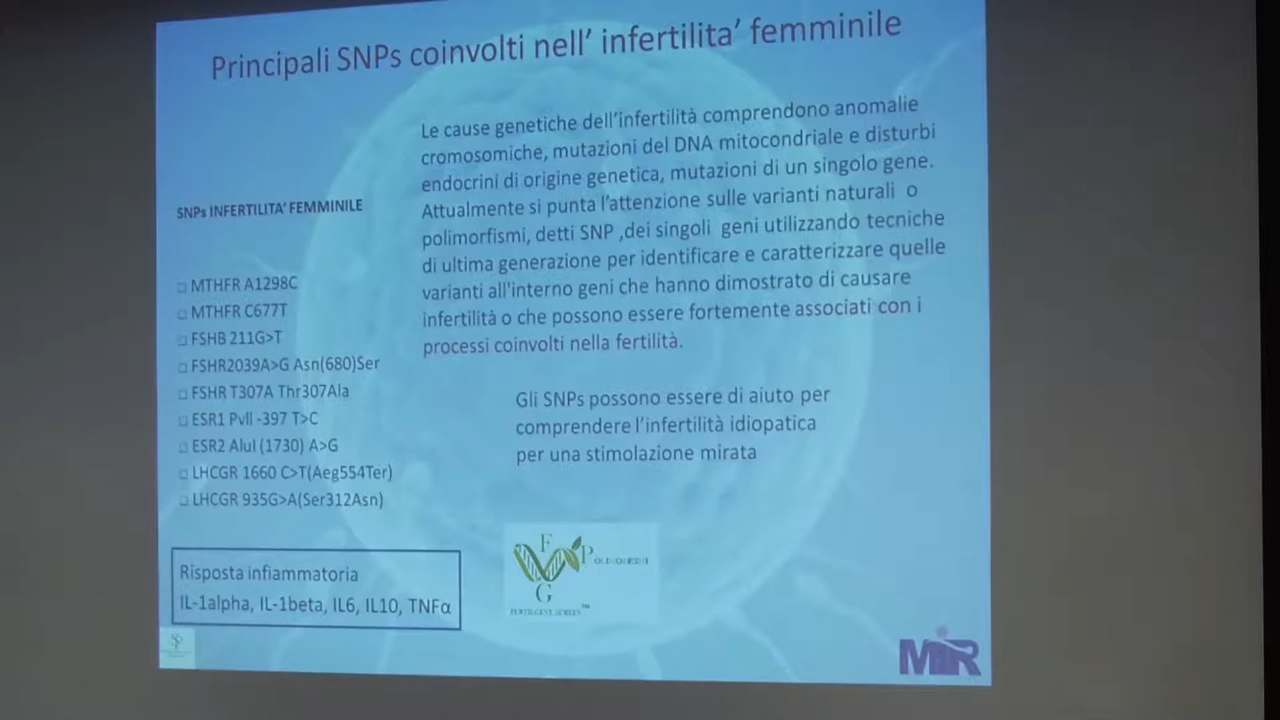 Principali SNPs coinvolti nell' infertilita' femminile
Le cause genetiche dell'infertilità comprendono anomalie
cromosomiche, mutazioni del DNA mitocondriale e disturbi
endocrini di origine genetica, mutazioni di un singolo gene.
Attualmente si punta l'attenzione sulle varianti naturali o
polimorfismi, detti SNP ,dei singoli geni utilizzando tecniche
di ultima generazione per identificare e caratterizzare quelle
varianti all'interno geni che hanno dimostrato di causare
infertilità o che possono essere fortemente associati con i
processi coinvolti nella fertilità.
Gli SNPs possono essere di aiuto per
comprendere l'infertilità idiopatica
per una stimolazione mirata
SNPs INFERTILITA' FEMMINILE
MTHFR A1298C
MTHFR C677T
FSHB 211G>T
FSHR2039A>G Asn(680)Ser
FSHR T307A Thr307Ala
ESR1 PvII -397 T>C
ESR2 AluI (1730) A>G
LHCGR 1660 C>T(Aeg554Ter)
LHCGR 935G>A(Ser312Asn)
Risposta infiammatoria
IL-1alpha, IL-1beta, IL6, IL10, TNFα
F
P
G
MiR